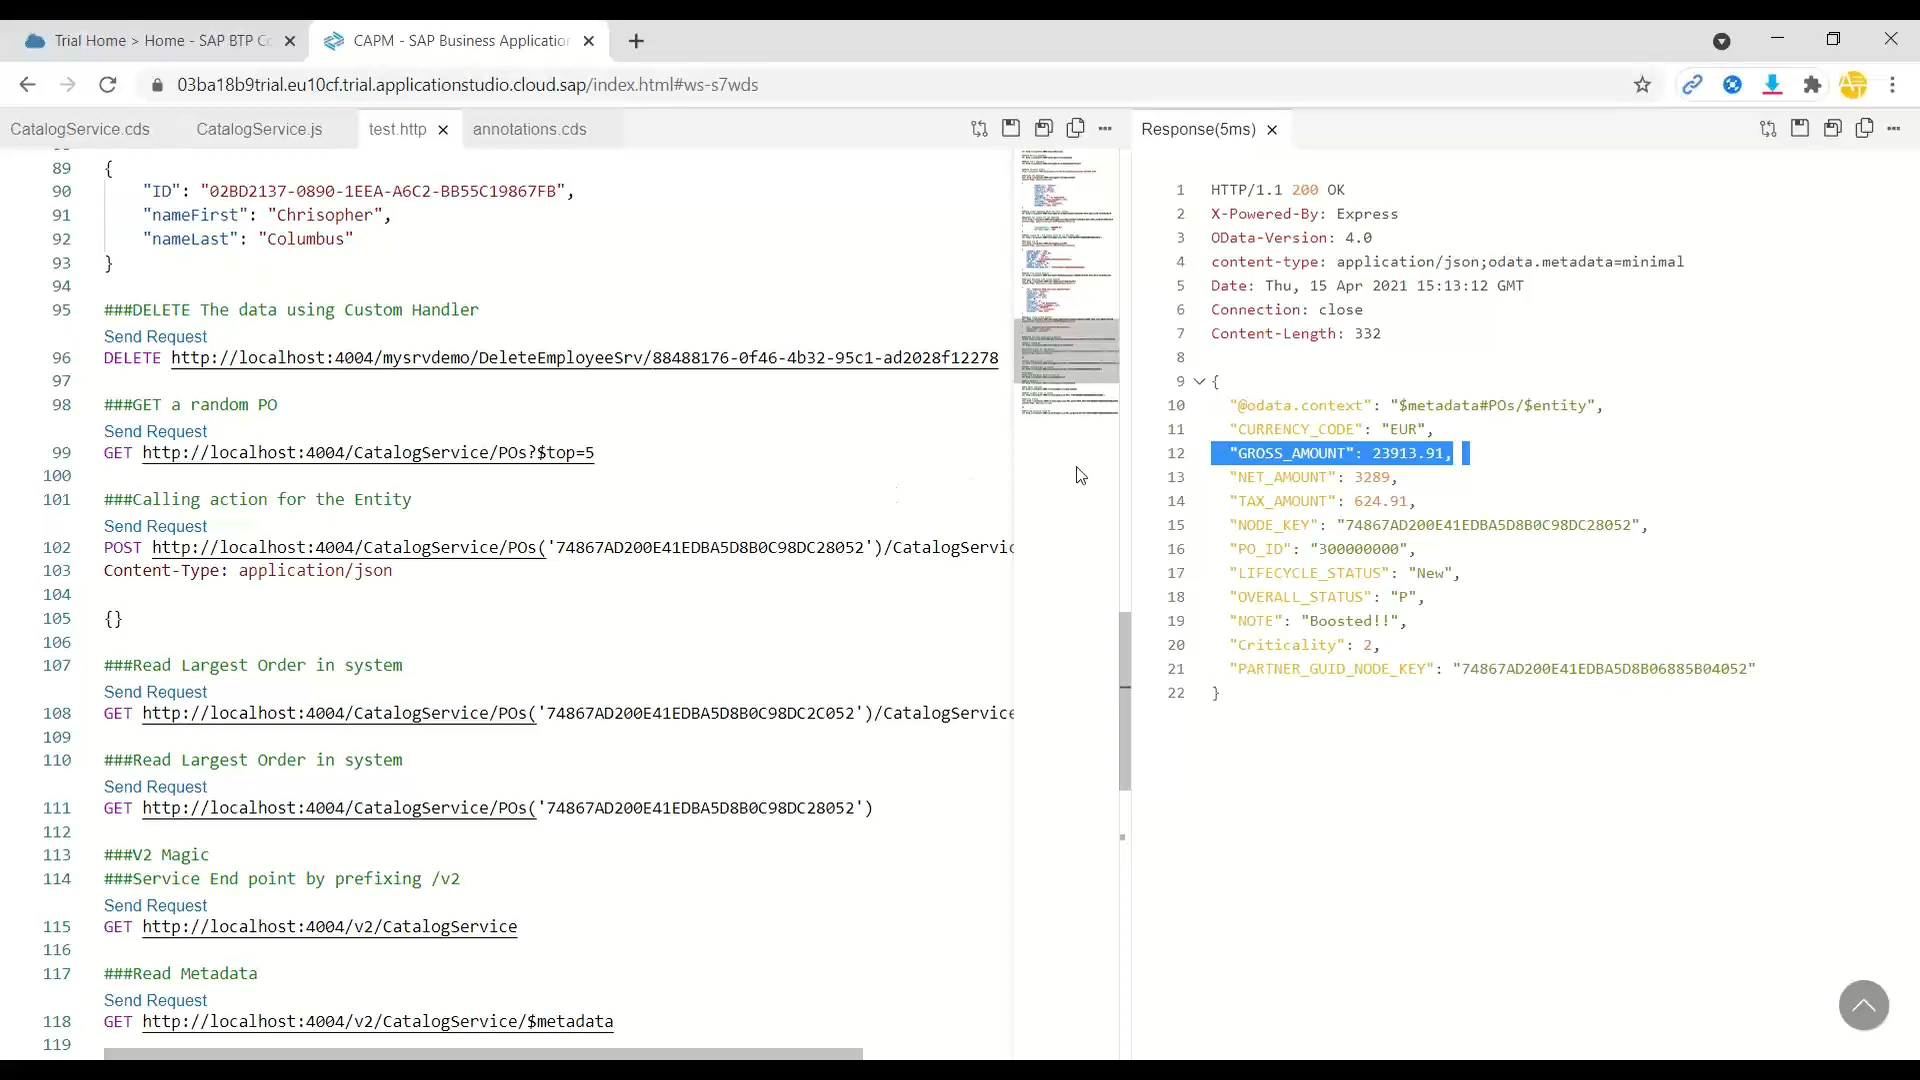 Trial Home > Home - SAP BTP Co
CAPM - SAP Business Application
03ba18b9trial.eu10cf.trial.applicationstudio.cloud.sap/index.html#ws-s7wds
CatalogService.cds
CatalogService.js
test.http
annotations.cds
89 {
90 "ID": "02BD2137-0890-1EEA-A6C2-BB55C19867FB",
91 "nameFirst": "Chrisopher",
92 "nameLast": "Columbus"
93 }
94
95 ###DELETE The data using Custom Handler
Send Request
96 DELETE http://localhost:4004/mysrvdemo/DeleteEmployeeSrv/88488176-0f46-4b32-95c1-ad2028f12278
97
98 ###GET a random PO
Send Request
99 GET http://localhost:4004/CatalogService/POs?$top=5
100
101 ###Calling action for the Entity
Send Request
102 POST http://localhost:4004/CatalogService/POs('74867AD200E41EDBA5D8B0C98DC28052')/CatalogServic
103 Content-Type: application/json
104
105 {}
106
107 ###Read Largest Order in system
Send Request
108 GET http://localhost:4004/CatalogService/POs('74867AD200E41EDBA5D8B0C98DC2C052')/CatalogService
109
110 ###Read Largest Order in system
Send Request
111 GET http://localhost:4004/CatalogService/POs('74867AD200E41EDBA5D8B0C98DC28052')
112
113 ###V2 Magic
114 ###Service End point by prefixing /v2
Send Request
115 GET http://localhost:4004/v2/CatalogService
116
117 ###Read Metadata
Send Request
118 GET http://localhost:4004/v2/CatalogService/$metadata
119
Response(5ms)
1 HTTP/1.1 200 OK
2 X-Powered-By: Express
3 OData-Version: 4.0
4 content-type: application/json;odata.metadata=minimal
5 Date: Thu, 15 Apr 2021 15:13:12 GMT
6 Connection: close
7 Content-Length: 332
8
9 {
10 "@odata.context": "$metadata#POs/$entity",
11 "CURRENCY_CODE": "EUR",
12 "GROSS_AMOUNT": 23913.91,
13 "NET_AMOUNT": 3289,
14 "TAX_AMOUNT": 624.91,
15 "NODE_KEY": "74867AD200E41EDBA5D8B0C98DC28052",
16 "PO_ID": "300000000",
17 "LIFECYCLE_STATUS": "New",
18 "OVERALL_STATUS": "P",
19 "NOTE": "Boosted!!",
20 "Criticality": 2,
21 "PARTNER_GUID_NODE_KEY": "74867AD200E41EDBA5D8B06885B04052"
22 }